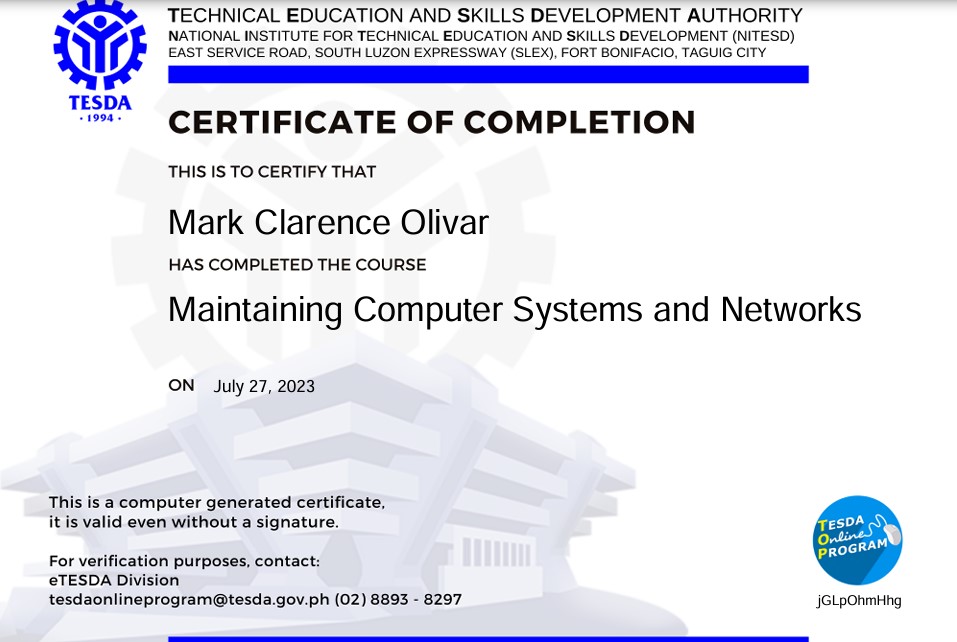 TECHNICAL EDUCATION AND SKILLS DEVELOPMENT AUTHORITY
NATIONAL INSTITUTE FOR TECHNICAL EDUCATION AND SKILLS DEVELOPMENT (NITESD)
EAST SERVICE ROAD, SOUTH LUZON EXPRESSWAY (SLEX), FORT BONIFACIO, TAGUIG CITY
TESDA
· 1994 ·
CERTIFICATE OF COMPLETION
THIS IS TO CERTIFY THAT
Mark Clarence Olivar
HAS COMPLETED THE COURSE
Maintaining Computer Systems and Networks
ON July 27, 2023
This is a computer generated certificate,
it is valid even without a signature.
For verification purposes, contact:
eTESDA Division
tesdaonlineprogram@tesda.gov.ph (02) 8893 - 8297
TESDA
Online
PROGRAM
jGLpOhmHhg